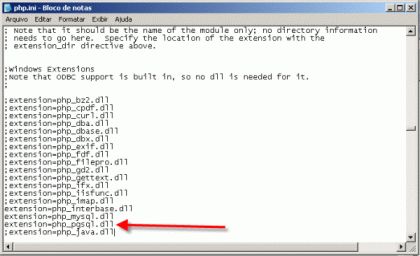 php.ini - Bloco de notas
Arquivo Editar Formatar Exibir Ajuda
; Note that it should be the name of the module only; no directory information
; needs to go here.  Specify the location of the extension with the
; extension_dir directive above.
;Windows Extensions
;Note that ODBC support is built in, so no dll is needed for it.
;
;extension=php_bz2.dll
;extension=php_cpdf.dll
;extension=php_curl.dll
;extension=php_dba.dll
;extension=php_dbase.dll
;extension=php_dbx.dll
;extension=php_exif.dll
;extension=php_fdf.dll
;extension=php_filepro.dll
;extension=php_gd2.dll
;extension=php_gettext.dll
;extension=php_ifx.dll
;extension=php_iisfunc.dll
;extension=php_imap.dll
extension=php_interbase.dll
extension=php_mysql.dll
extension=php_pgsql.dll
;extension=php_java.dll